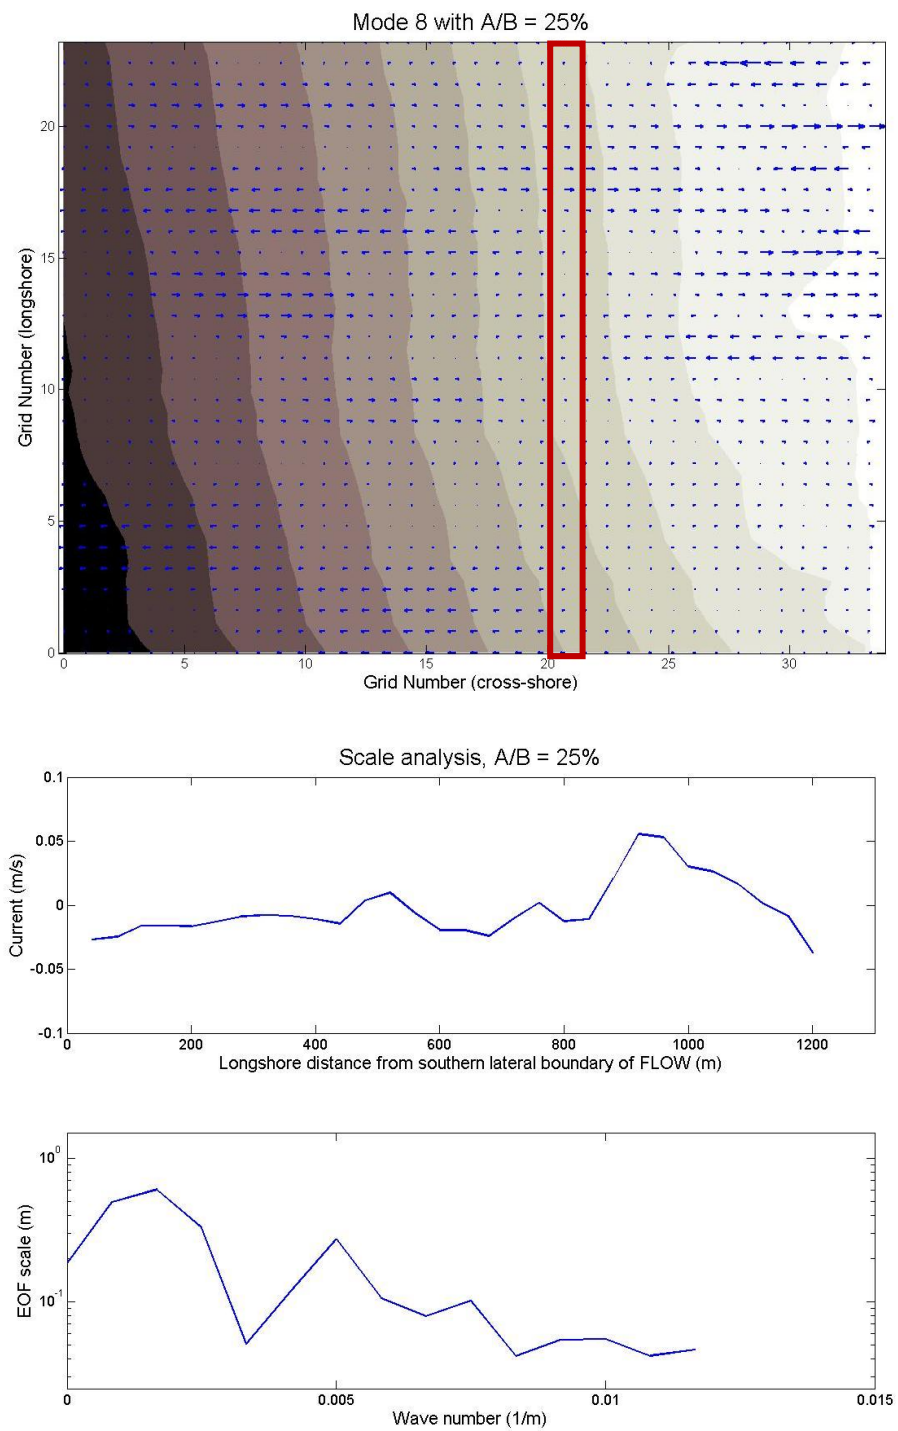 Mode 8 with A/B = 25%
20
15
10
5
0
Grid Number (longshore)
0 5 10 15 20 25 30
Grid Number (cross-shore)
Scale analysis, A/B = 25%
0.1
0.05
0
-0.05
-0.1
Current (m/s)
0 200 400 600 800 1000 1200
Longshore distance from southern lateral boundary of FLOW (m)
10^0
10^-1
EOF scale (m)
0 0.005 0.01 0.015
Wave number (1/m)